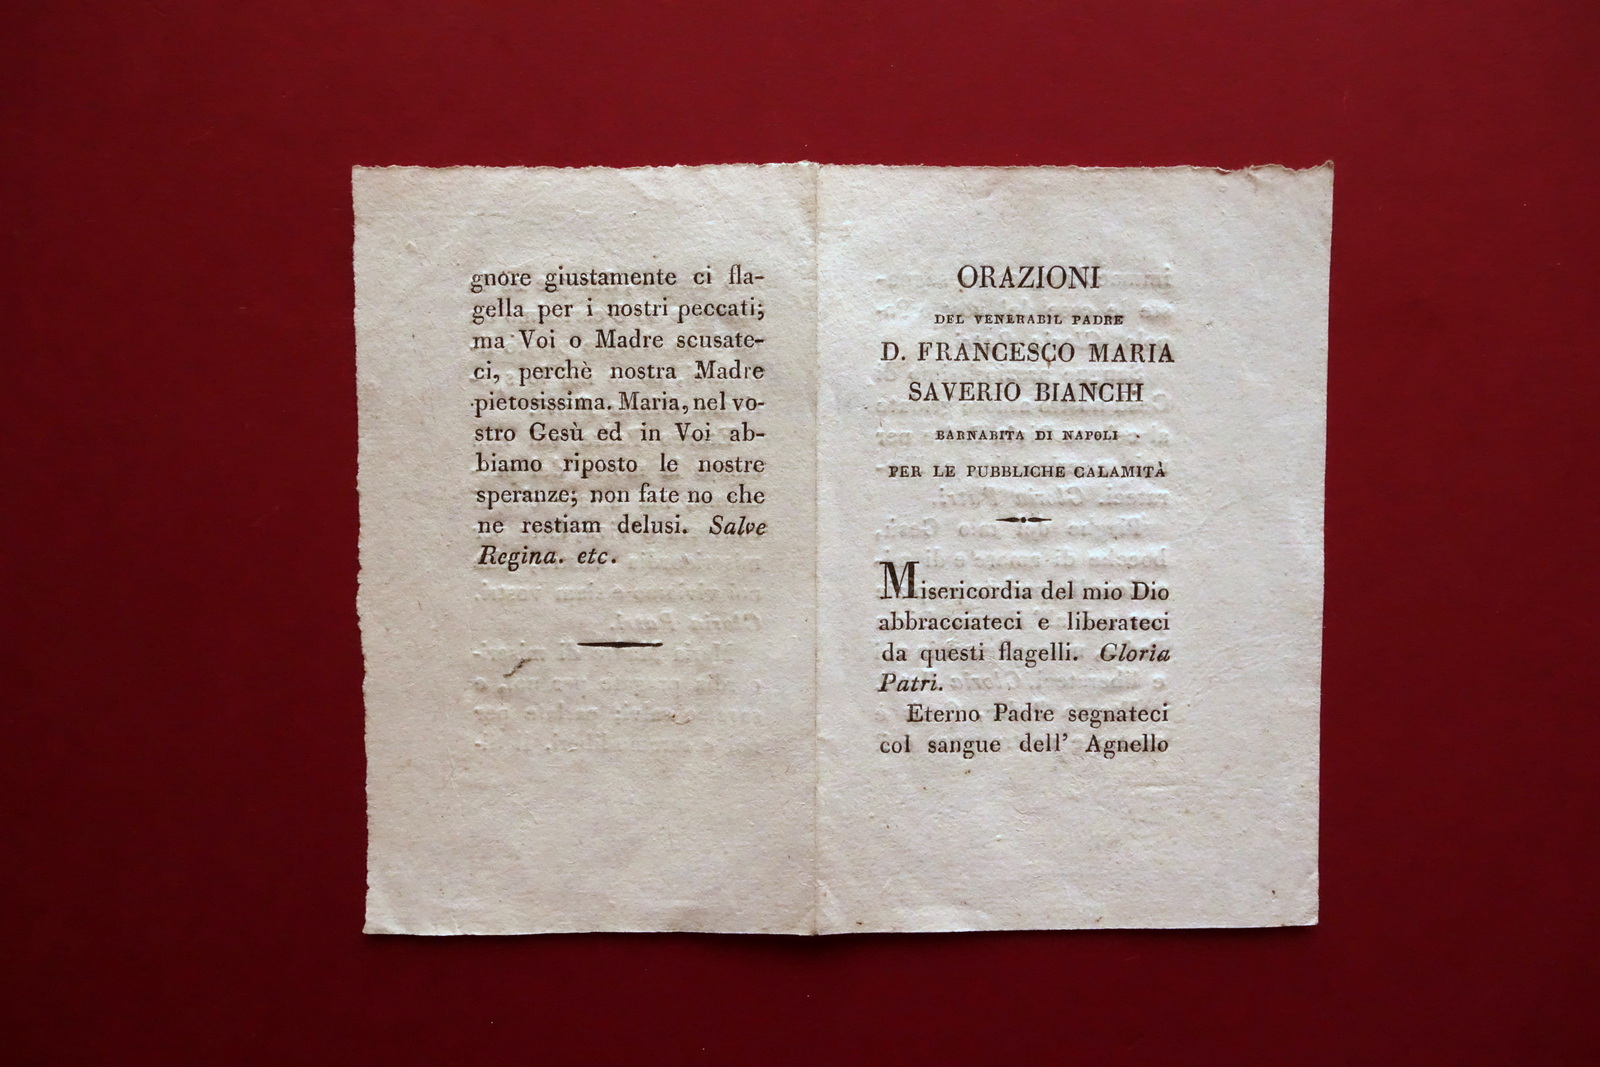 gnore giustamente ci fla-
gella per i nostri peccati;
ma Voi o Madre scusate-
ci, perchè nostra Madre
pietosissima. Maria, nel vo-
stro Gesù ed in Voi ab-
biamo riposto le nostre
speranze; non fate no che
ne restiam delusi. Salve
Regina. etc.
ORAZIONI
DEL VENERABIL PADRE
D. FRANCESCO MARIA
SAVERIO BIANCHI
BARNABITA DI NAPOLI
PER LE PUBBLICHE CALAMITÀ
Misericordia del mio Dio
abbracciateci e liberateci
da questi flagelli. Gloria
Patri.
Eterno Padre segnateci
col sangue dell' Agnello